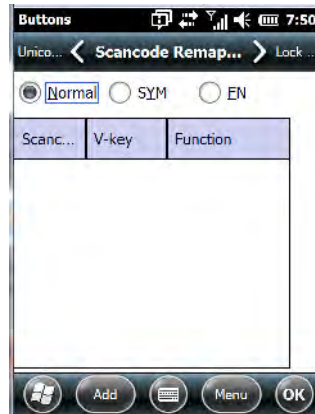 Buttons 7:50
Unico... Scancode Remap... Lock ...
Normal SYM FN
Scanc... V-key Function
Add Menu OK